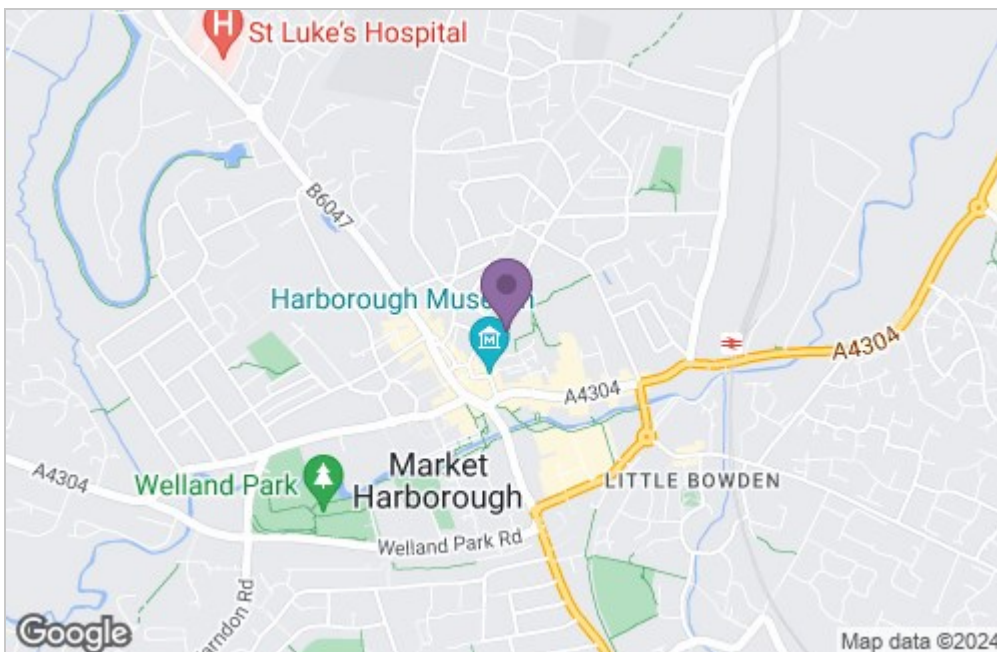 H
St Luke's Hospital
B6047
Harborough Museum
M
A4304
A4304
Welland Park
Market
Harborough
A4304
LITTLE BOWDEN
Welland Park Rd
Google
Map data ©2024